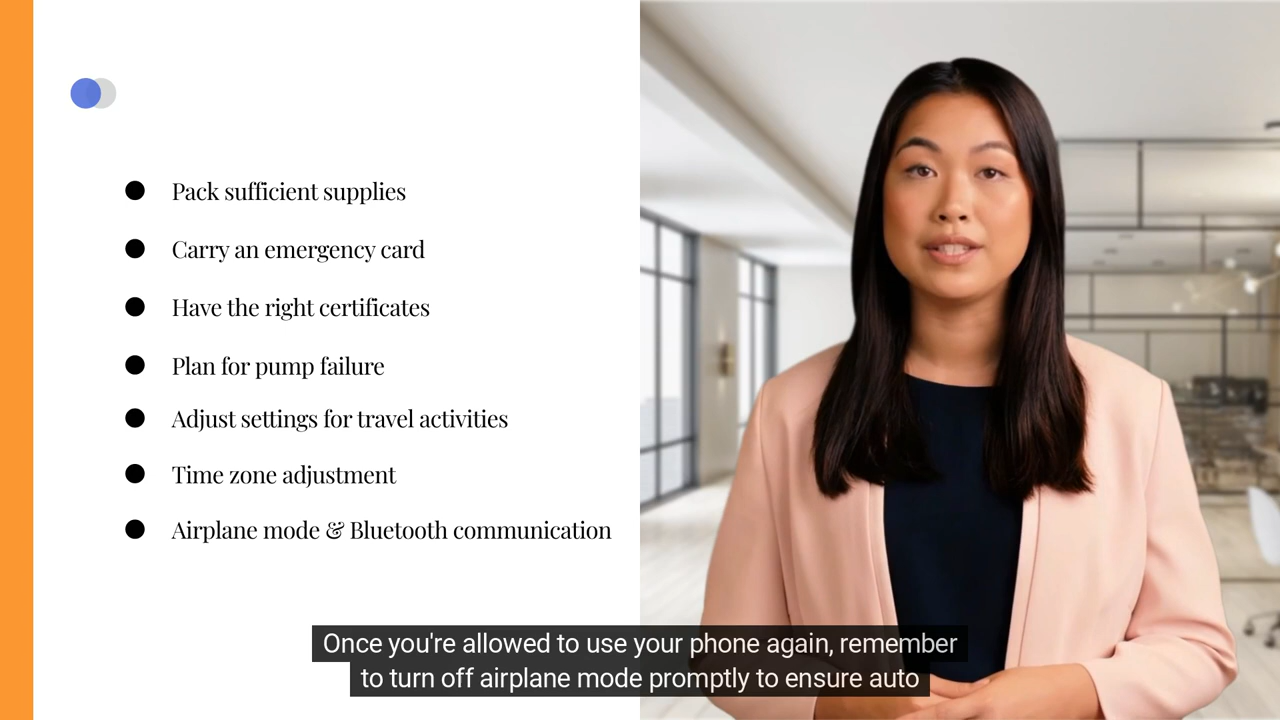 Pack sufficient supplies
Carry an emergency card
Have the right certificates
Plan for pump failure
Adjust settings for travel activities
Time zone adjustment
Airplane mode & Bluetooth communication
Once you're allowed to use your phone again, remember
to turn off airplane mode promptly to ensure auto